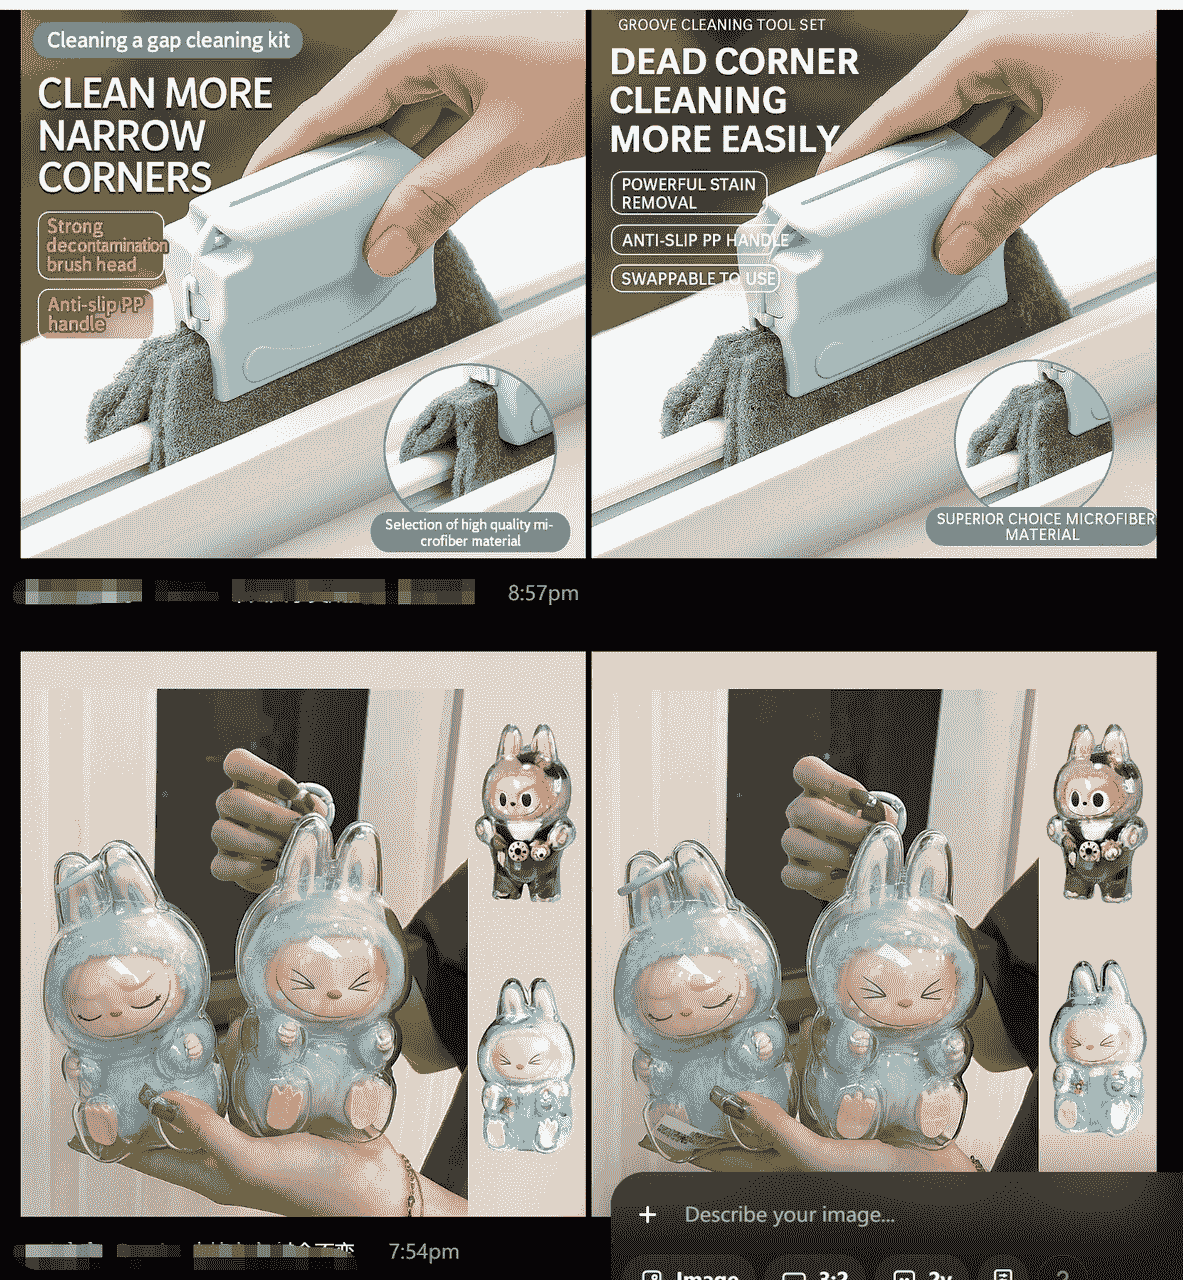 Cleaning a gap cleaning kit
CLEAN MORE
NARROW
CORNERS
Strong
decontamination
brush head
Anti-slip PP
handle
Selection of high quality mi-
crofiber material
GROOVE CLEANING TOOL SET
DEAD CORNER
CLEANING
MORE EASILY
POWERFUL STAIN
REMOVAL
ANTI-SLIP PP HANDLE
SWAPPABLE TO USE
SUPERIOR CHOICE MICROFIBER
MATERIAL
8:57pm
7:54pm
Describe your image...
Image
3:2
2v
2